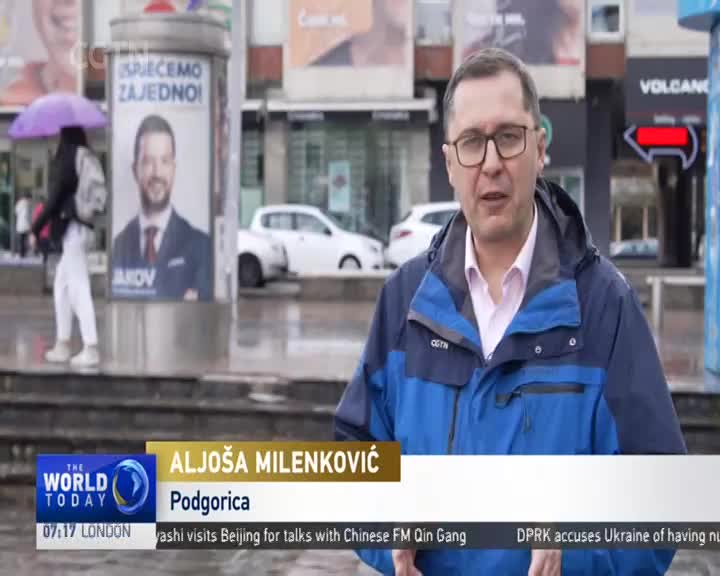 CGTN
USPJEĆEMO
ZAJEDNO!
JAKOV
VOLCANO
CGTN
ALJOŠA MILENKOVIĆ
Podgorica
THE
WORLD
TODAY
07:17 LONDON
yashi visits Beijing for talks with Chinese FM Qin Gang DPRK accuses Ukraine of having nu